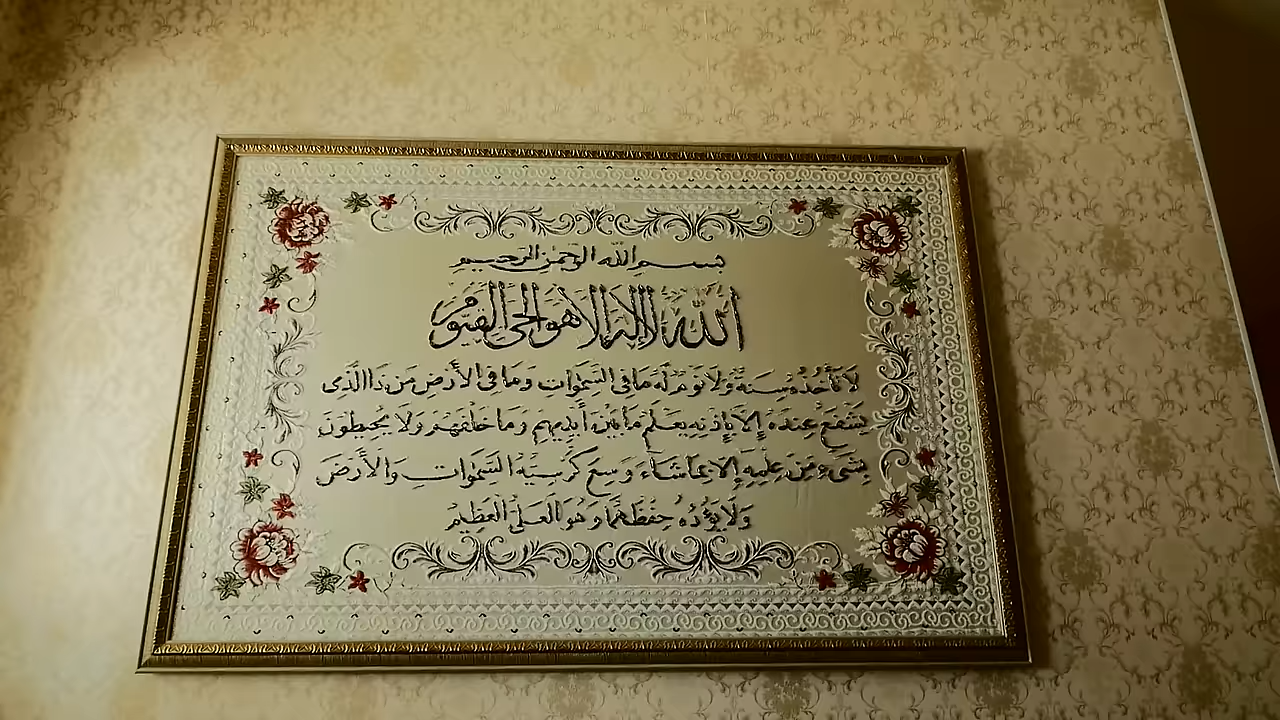 بسم الله الرحمن الرحيم
الله لا إله إلا هو الحي القيوم
لا تأخذه سنة ولا نوم له ما في السموات وما في الأرض من ذا الذي
يشفع عنده إلا بإذنه يعلم ما بين أيديهم وما خلفهم ولا يحيطون
بشيء من علمه إلا بما شاء وسع كرسيه السموات والأرض
ولا يؤده حفظهما وهو العلي العظيم